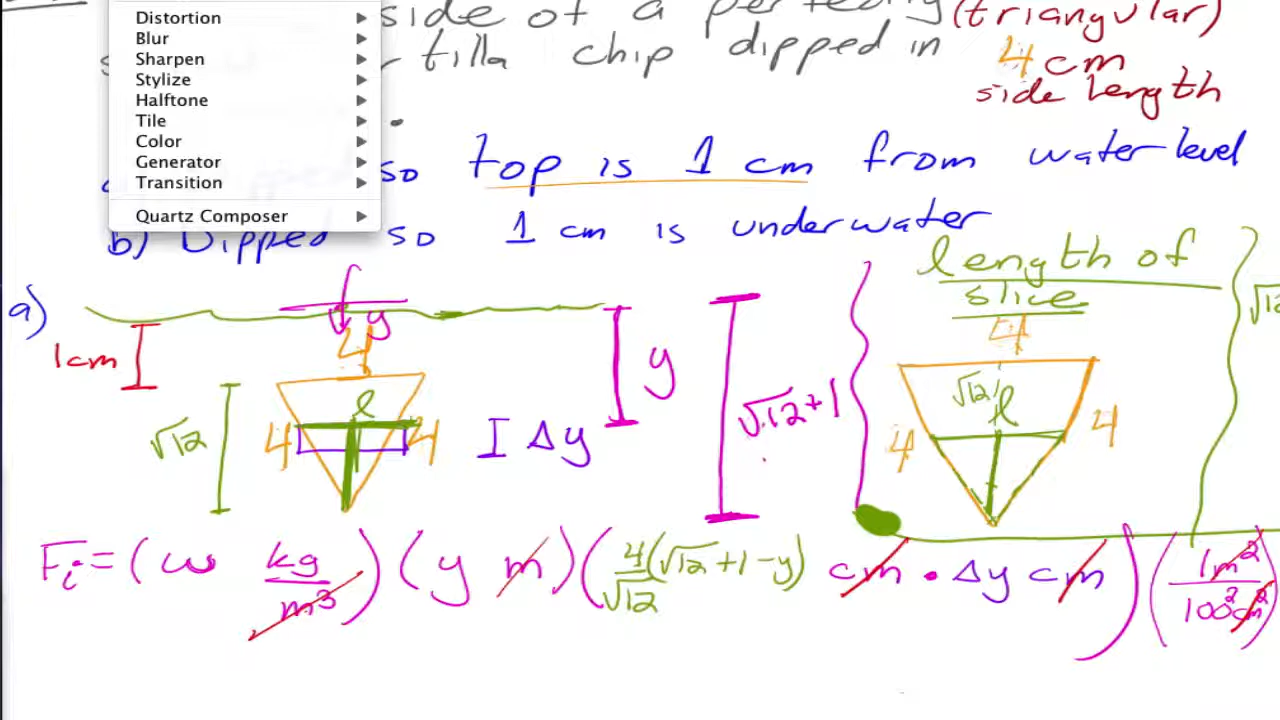 side of a perfectly (triangular)
tilla chip dipped in 4 cm
side length
Distortion
Blur
Sharpen
Stylize
Halftone
Tile
Color
Generator
Transition
Quartz Composer
so top is 1 cm from water level
b) Dipped so 1 cm is underwater
length of
slice
a)
y
1cm
4
√12
l
4
4
I Δy
y
√12+1
4
√12
l
4
4
√12
Fi = (ω kg/m³)(y m)(4/√12 (√12+1-y) cm · Δy cm)(1m²/100²cm²)